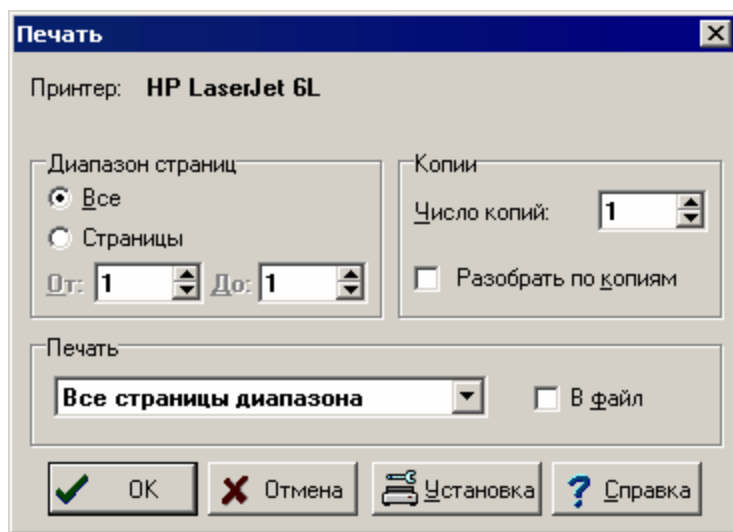 Печать
Принтер: HP LaserJet 6L
Диапазон страниц
Все
Страницы
От: 1 До: 1
Копии
Число копий: 1
Разобрать по копиям
Печать
Все страницы диапазона
В файл
OK
Отмена
Установка
Справка